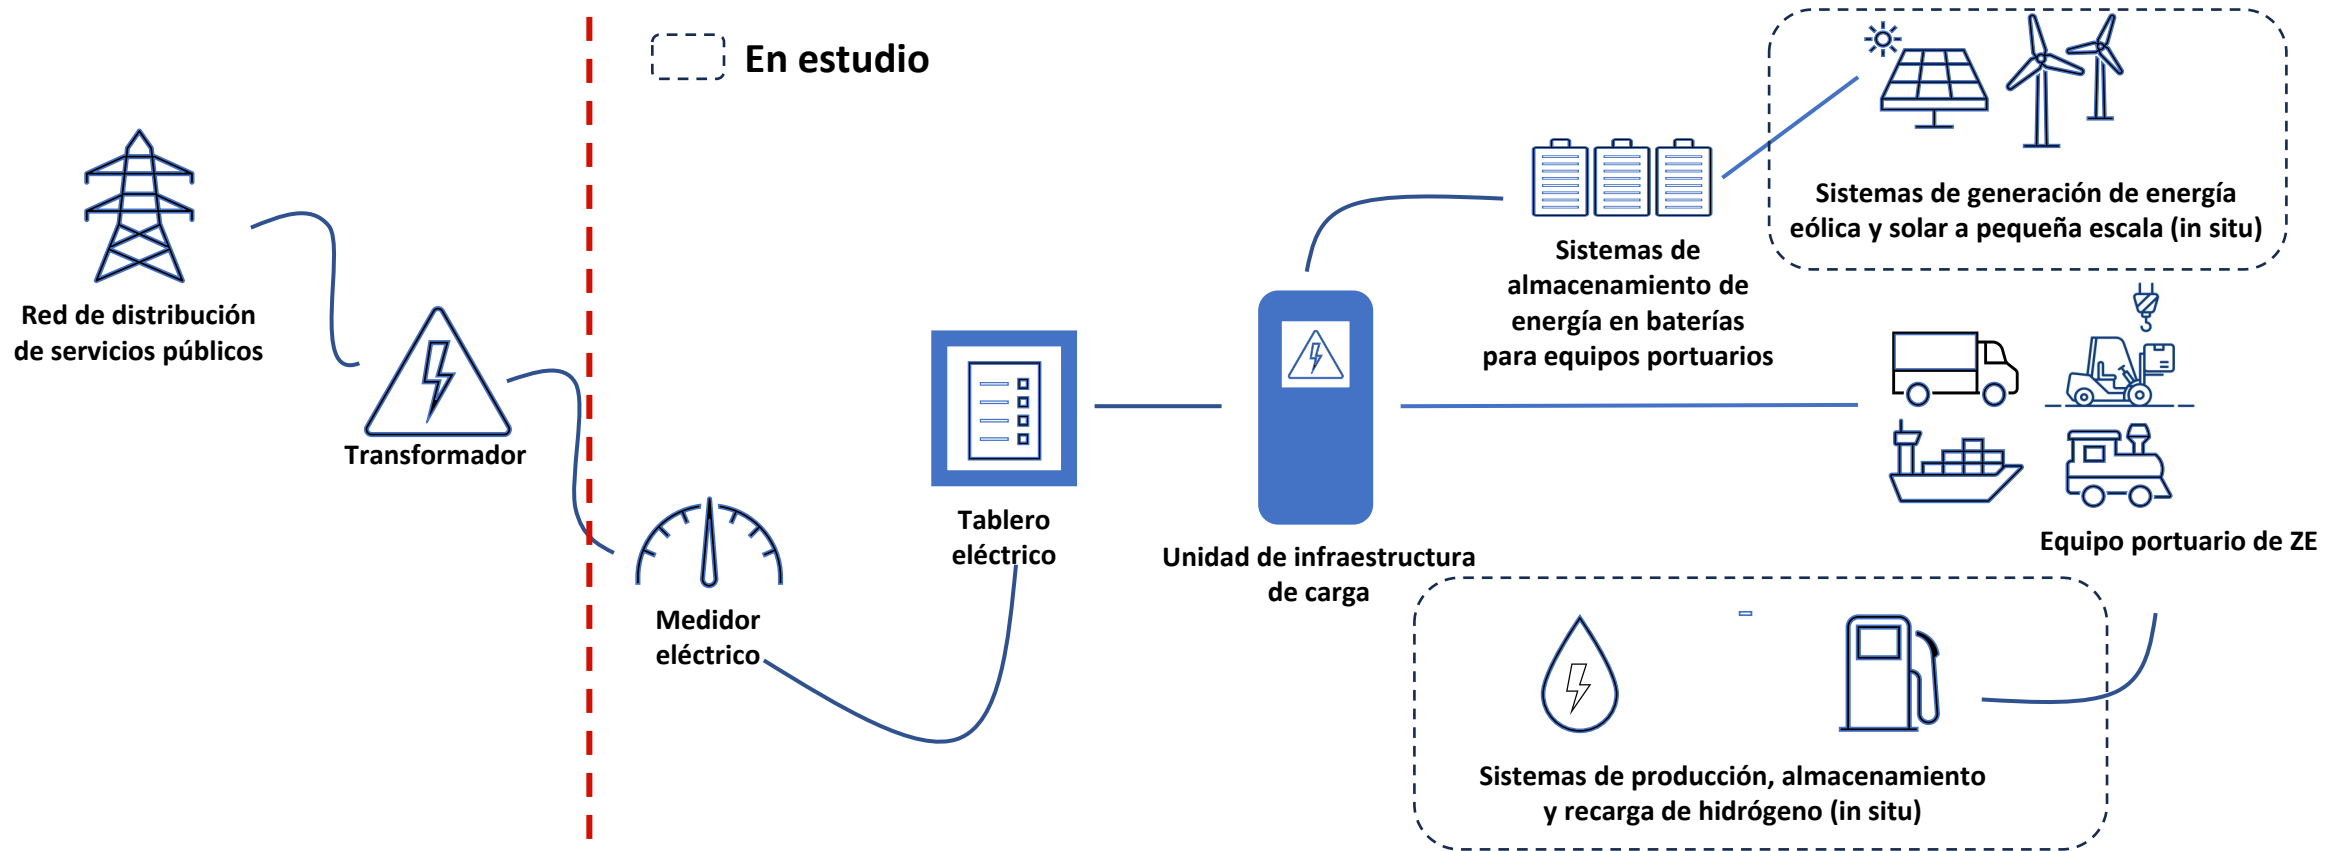 En estudio
Red de distribución
de servicios públicos
Transformador
Medidor
eléctrico
Tablero
eléctrico
Unidad de infraestructura
de carga
Sistemas de
almacenamiento de
energía en baterías
para equipos portuarios
Sistemas de generación de energía
eólica y solar a pequeña escala (in situ)
Equipo portuario de ZE
Sistemas de producción, almacenamiento
y recarga de hidrógeno (in situ)